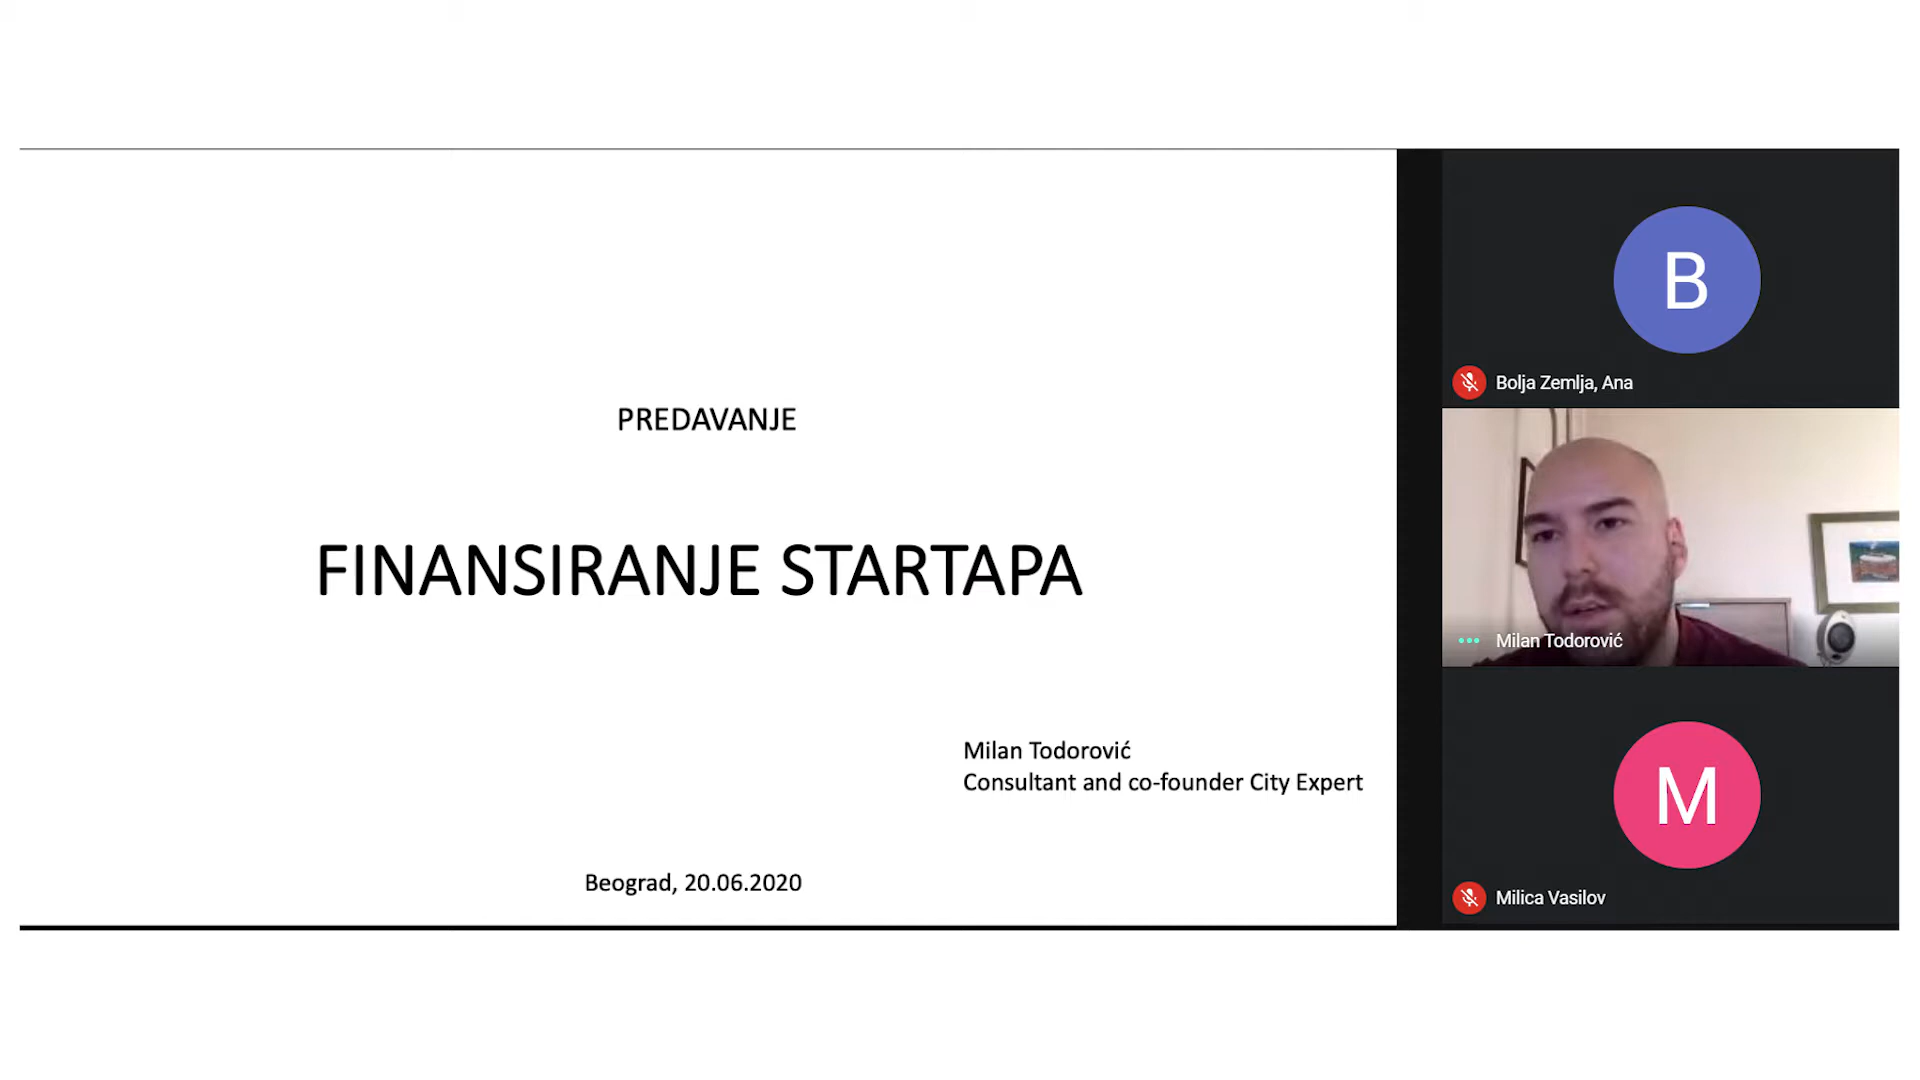 PREDAVANJE
FINANSIRANJE STARTAPA
Milan Todorović
Consultant and co-founder City Expert
Beograd, 20.06.2020
B
Bolja Zemlja, Ana
Milan Todorović
M
Milica Vasilov